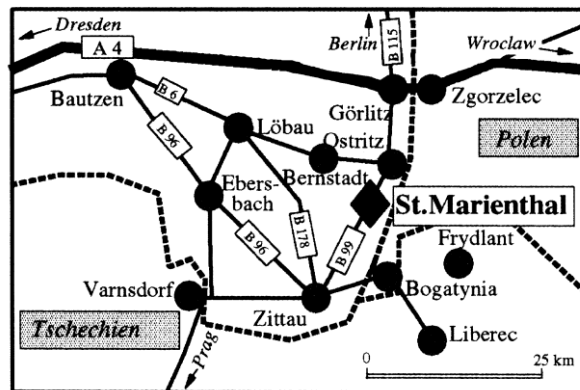 Dresden
A 4
Berlin
B 115
Wroclaw
Bautzen
B 6
Görlitz
Zgorzelec
Löbau
Ostritz
Polen
B 96
Bernstadt
Ebers-
bach
St.Marienthal
B 96
B 178
B 99
Frydlant
Varnsdorf
Bogatynia
Zittau
Tschechien
Liberec
Prag
0
25 km